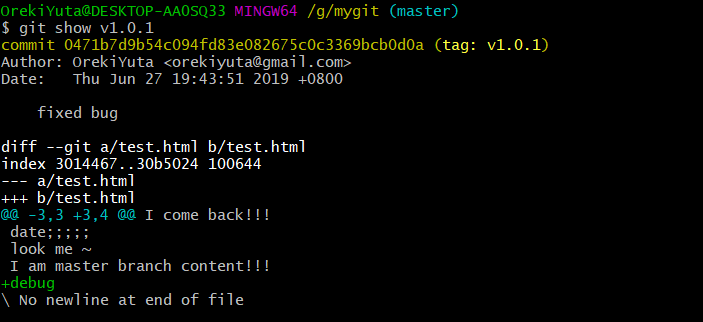 OrekiYuta@DESKTOP-AA0SQ33 MINGW64 /g/mygit (master)
$ git show v1.0.1
commit 0471b7d9b54c094fd83e082675c0c3369bcb0d0a (tag: v1.0.1)
Author: OrekiYuta <orekiyuta@gmail.com>
Date:   Thu Jun 27 19:43:51 2019 +0800

    fixed bug

diff --git a/test.html b/test.html
index 3014467..30b5024 100644
--- a/test.html
+++ b/test.html
@@ -3,3 +3,4 @@ I come back!!!
 date;;;;;
 look me ~
 I am master branch content!!!
+debug
\ No newline at end of file